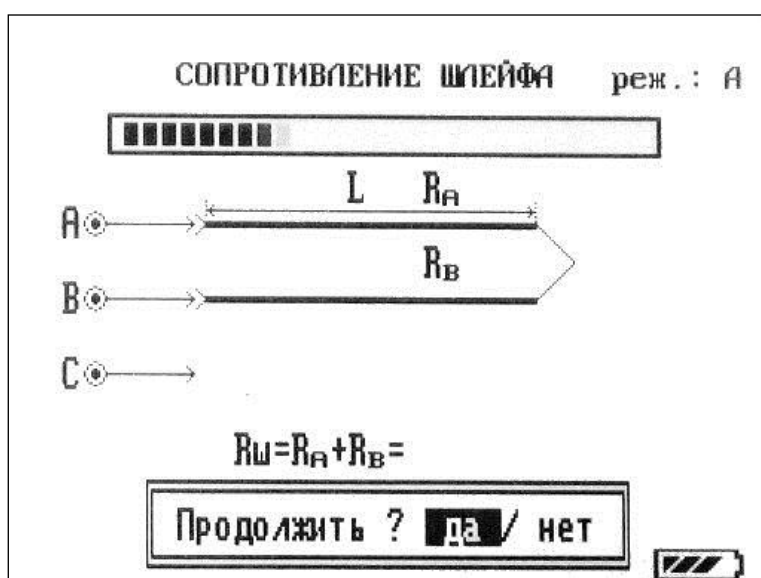 СОПРОТИВЛЕНИЕ ШЛЕЙФА реж.: А
L RА
А
RВ
В
С
Rш=RА+RВ=
Продолжить ? да / нет